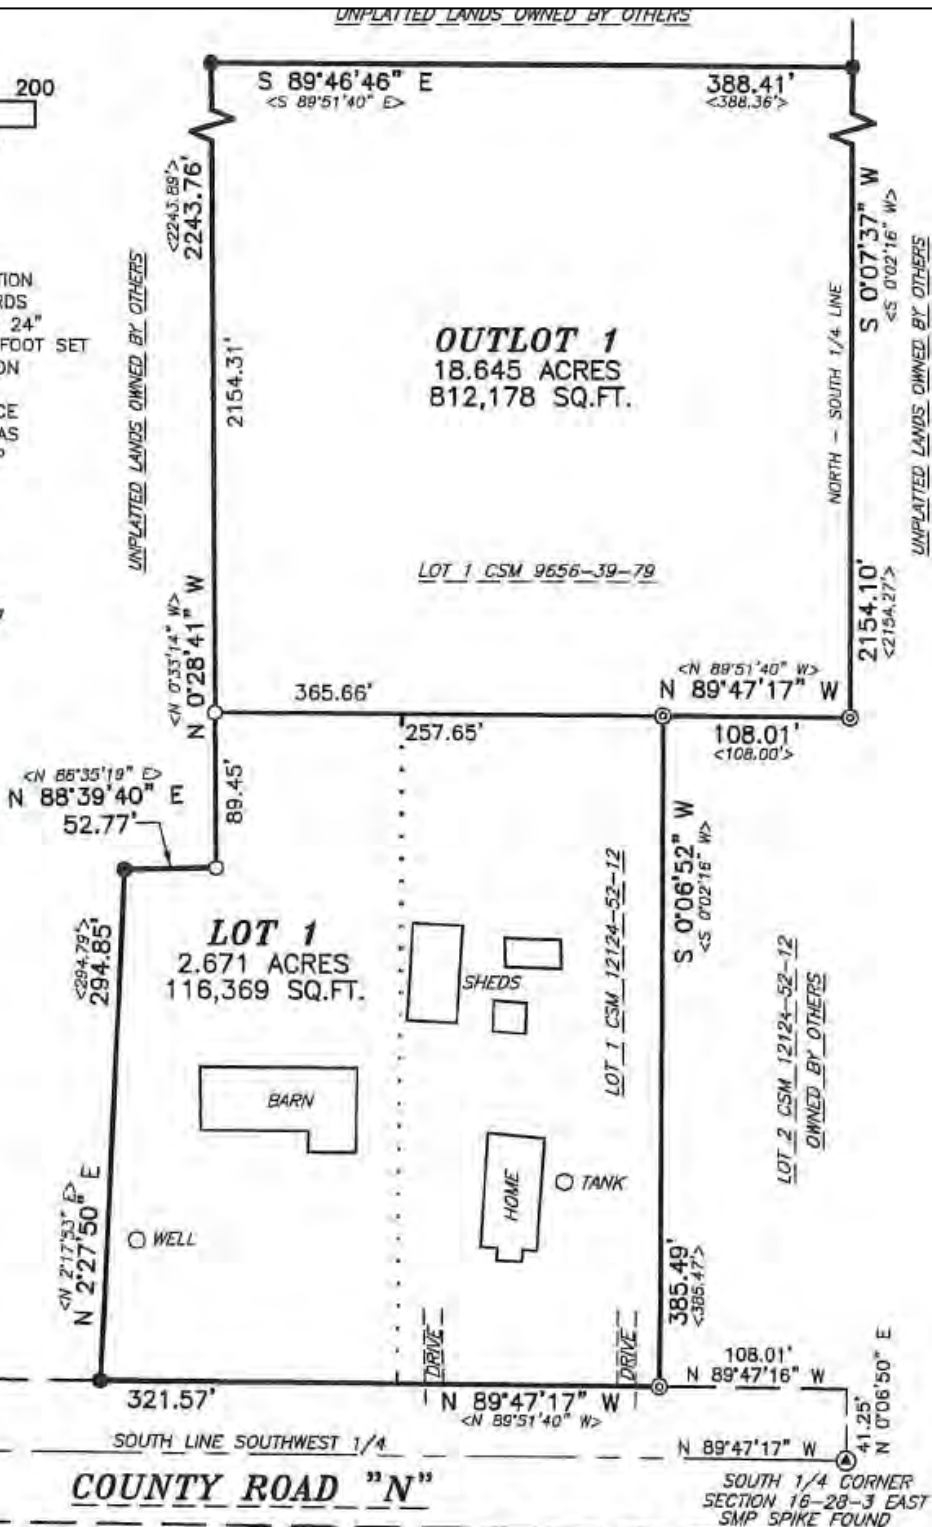 UNPLATTED LANDS OWNED BY OTHERS
200
S 89°46'46" E
<S 89°51'40" E>
388.41'
<388.36'>
<2243.89'>
2243.76'
UNPLATTED LANDS OWNED BY OTHERS
2154.31'
<N 0°33'14" W>
N 0°28'41" W
TION
RDS
24"
FOOT SET
ON
CE
AS
OUTLOT 1
18.645 ACRES
812,178 SQ.FT.
NORTH - SOUTH 1/4 LINE
S 0°07'37" W
<S 0°02'16" W>
UNPLATTED LANDS OWNED BY OTHERS
2154.10'
<2154.27'>
LOT 1 CSM 9656-39-79
<N 89°51'40" W>
N 89°47'17" W
365.66'
257.65'
108.01'
<108.00'>
<N 88°35'19" E>
N 88°39'40" E
52.77'
89.45'
<294.79'>
294.85'
<N 2°17'53" E>
N 2°27'50" E
LOT 1
2.671 ACRES
116,369 SQ.FT.
SHEDS
LOT 1 CSM 12124-52-12
S 0°06'52" W
<S 0°02'16" W>
LOT 2 CSM 12124-52-12
OWNED BY OTHERS
BARN
HOME
TANK
WELL
385.49'
<385.47'>
DRIVE
DRIVE
108.01'
N 89°47'16" W
321.57'
N 89°47'17" W
<N 89°51'40" W>
41.25'
N 0°06'50" E
SOUTH LINE SOUTHWEST 1/4
N 89°47'17" W
COUNTY ROAD "N"
SOUTH 1/4 CORNER
SECTION 16-28-3 EAST
SMP SPIKE FOUND